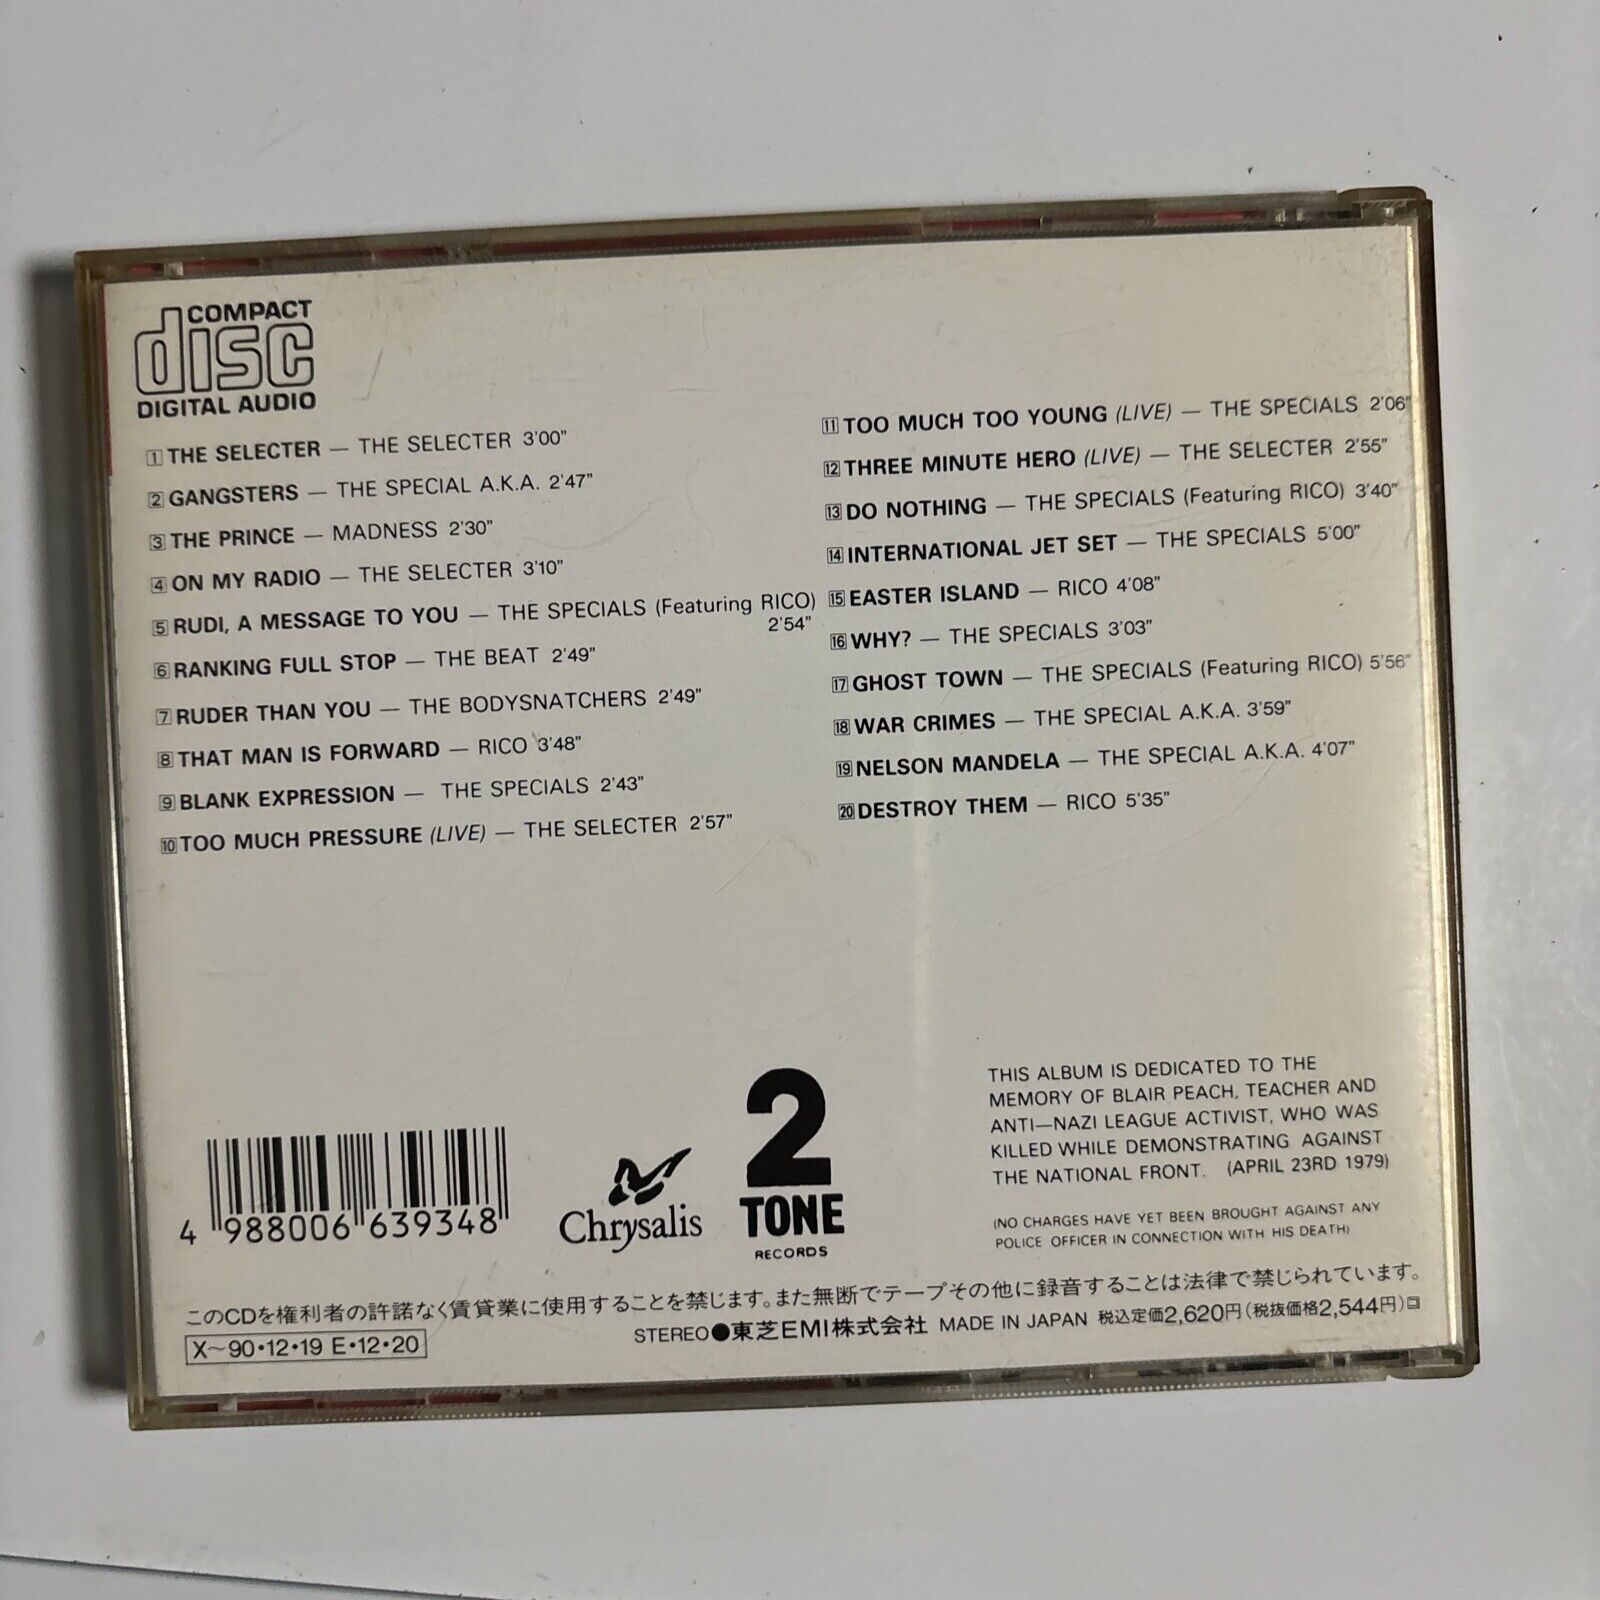 COMPACT
disc
DIGITAL AUDIO
1 THE SELECTER — THE SELECTER 3'00"
2 GANGSTERS — THE SPECIAL A.K.A. 2'47"
3 THE PRINCE — MADNESS 2'30"
4 ON MY RADIO — THE SELECTER 3'10"
5 RUDI, A MESSAGE TO YOU — THE SPECIALS (Featuring RICO)
2'54"
6 RANKING FULL STOP — THE BEAT 2'49"
7 RUDER THAN YOU — THE BODYSNATCHERS 2'49"
8 THAT MAN IS FORWARD — RICO 3'48"
9 BLANK EXPRESSION — THE SPECIALS 2'43"
10 TOO MUCH PRESSURE (LIVE) — THE SELECTER 2'57"
11 TOO MUCH TOO YOUNG (LIVE) — THE SPECIALS 2'06"
12 THREE MINUTE HERO (LIVE) — THE SELECTER 2'55"
13 DO NOTHING — THE SPECIALS (Featuring RICO) 3'40"
14 INTERNATIONAL JET SET — THE SPECIALS 5'00"
15 EASTER ISLAND — RICO 4'08"
16 WHY? — THE SPECIALS 3'03"
17 GHOST TOWN — THE SPECIALS (Featuring RICO) 5'56"
18 WAR CRIMES — THE SPECIAL A.K.A. 3'59"
19 NELSON MANDELA — THE SPECIAL A.K.A. 4'07"
20 DESTROY THEM — RICO 5'35"
THIS ALBUM IS DEDICATED TO THE
MEMORY OF BLAIR PEACH, TEACHER AND
ANTI—NAZI LEAGUE ACTIVIST, WHO WAS
KILLED WHILE DEMONSTRATING AGAINST
THE NATIONAL FRONT. (APRIL 23RD 1979)
(NO CHARGES HAVE YET BEEN BROUGHT AGAINST ANY
POLICE OFFICER IN CONNECTION WITH HIS DEATH)
4 988006 639348
Chrysalis
2
TONE
RECORDS
このCDを権利者の許諾なく賃貸業に使用することを禁じます。また無断でテープその他に録音することは法律で禁じられています。
STEREO●東芝EMI株式会社 MADE IN JAPAN 税込定価2,620円(税抜価格2,544円)回
X~90・12・19 E・12・20